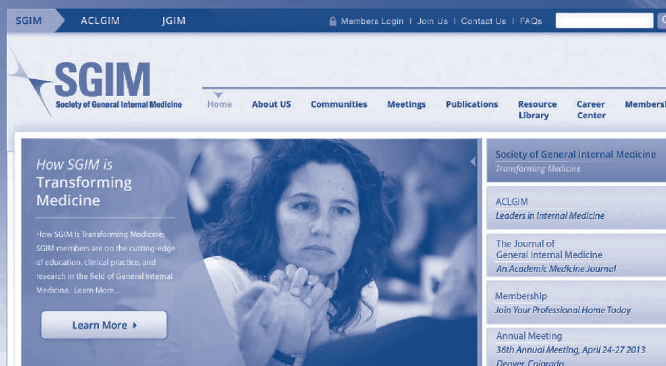 SGIM ACLGIM JGIM Members Login | Join Us | Contact Us | FAQs
SGIM
Society of General Internal Medicine
Home About US Communities Meetings Publications Resource Library Career Center Membersh
How SGIM is
Transforming
Medicine
How SGIM Is Transforming Medicine:
SGIM members are on the cutting-edge
of education, clinical practice, and
research in the field of General Internal
Medicine. Learn More...
Learn More
Society of General Internal Medicine
Transforming Medicine
ACLGIM
Leaders in Internal Medicine
The Journal of
General Internal Medicine
An Academic Medicine Journal
Membership
Join Your Professional Home Today
Annual Meeting
36th Annual Meeting, April 24-27 2013
Denver, Colorado